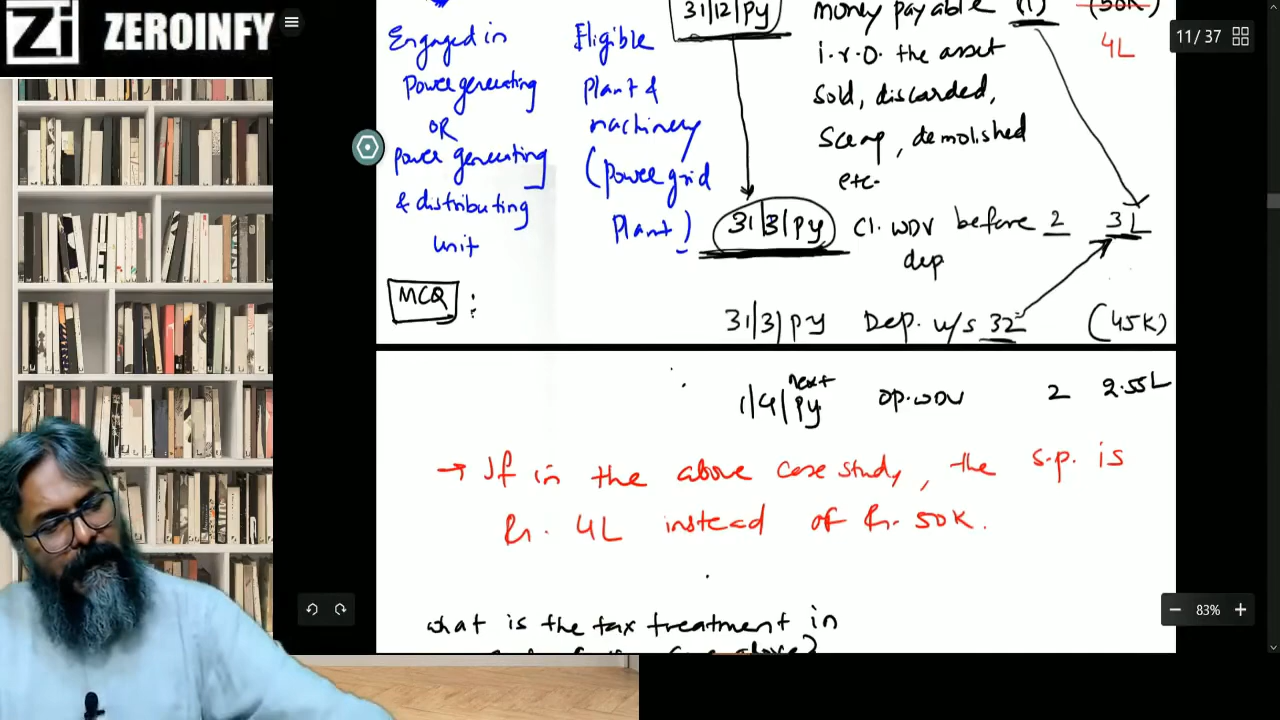 Zi ZEROINFY
11 / 37
31/12/py money payable (1) (50K)
4L
i.r.o. the asset
sold, discarded,
scrap, demolished
etc.
Engaged in
Power generating
OR
power generating
& distributing
unit
Eligible
plant &
machinery
(power grid
plant)
31/3/py Cl. WDV before 2 3L
dep
MCQ :
31/3/py Dep. u/s 32 (45K)
1/4/py next op. WDV 2 2.55L
→ If in the above case study, the s.p. is
Rs. 4L instead of Rs. 50K.
what is the tax treatment in
83%